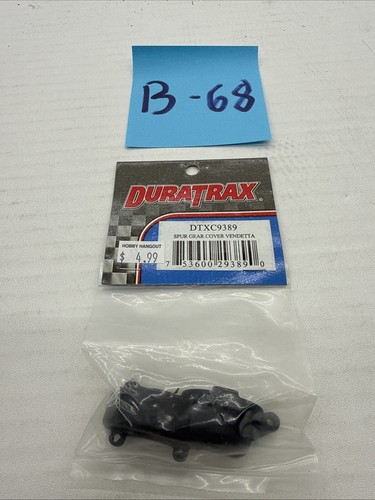 B-68
DURATRAX®
DTXC9389
SPUR GEAR COVER VENDETTA
HOBBY HANGOUT
$ 4.99
7 53600 29389 0